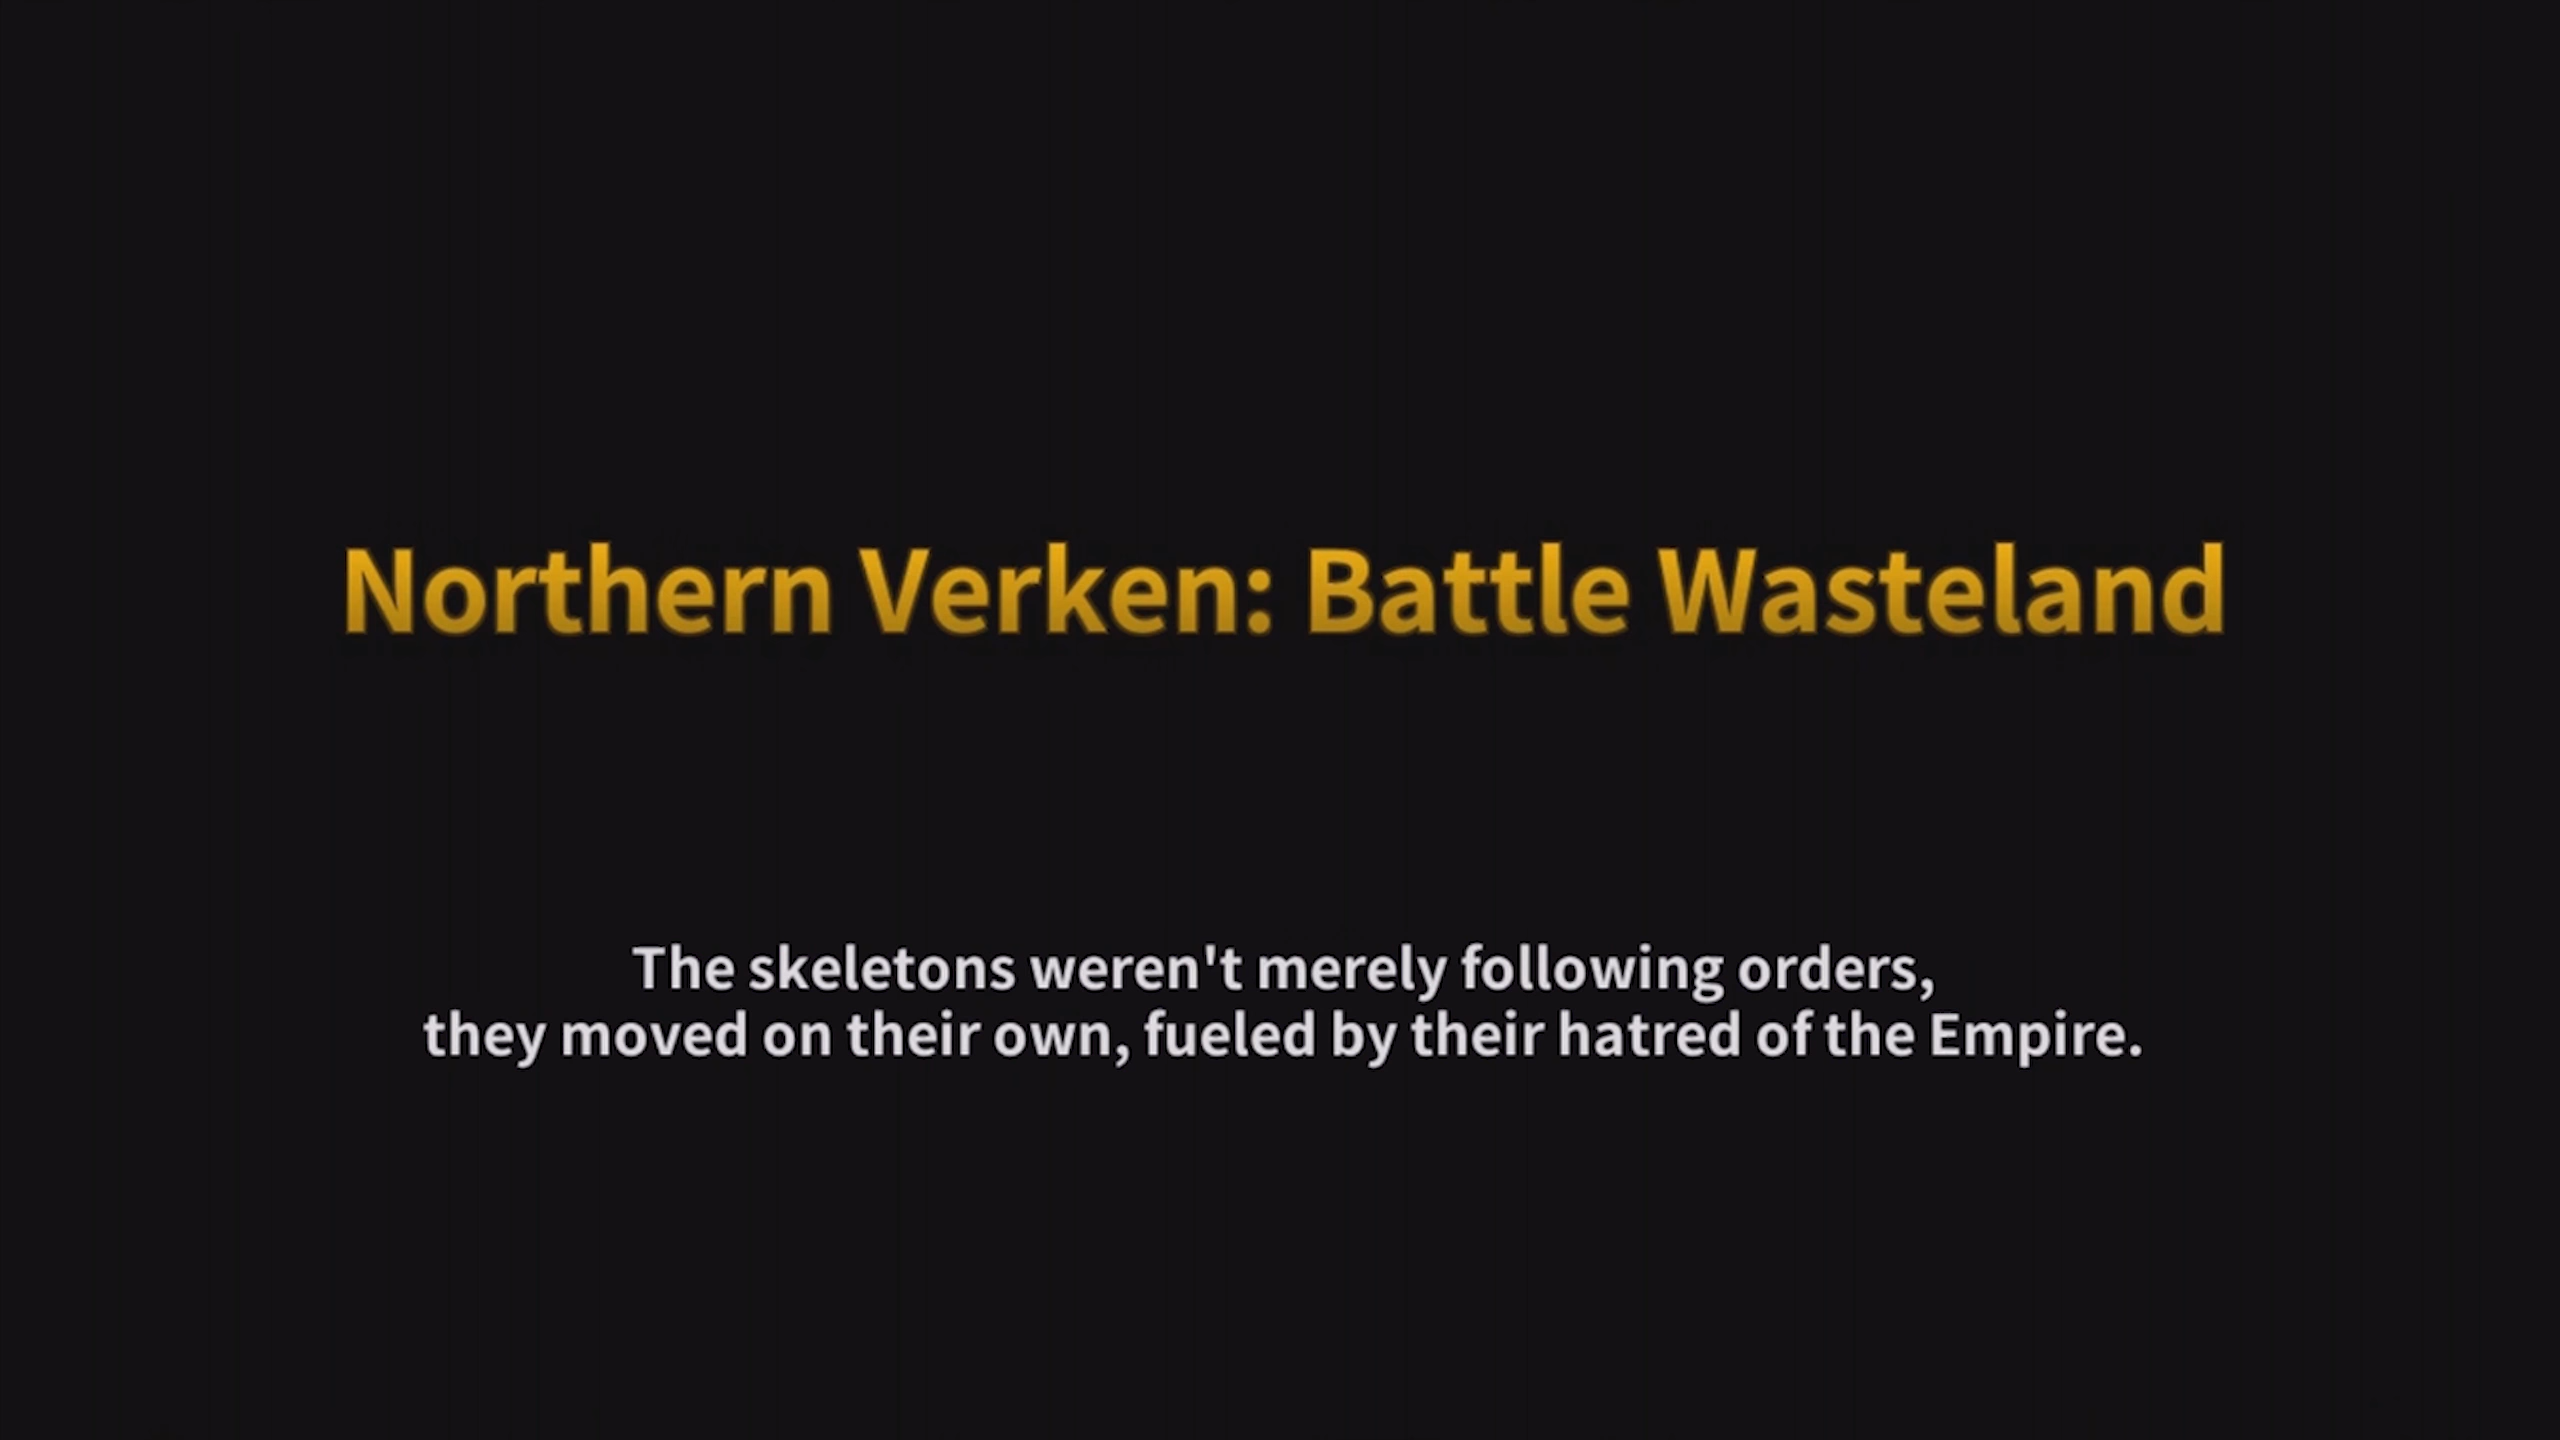 Northern Verken: Battle Wasteland
The skeletons weren't merely following orders,
they moved on their own, fueled by their hatred of the Empire.